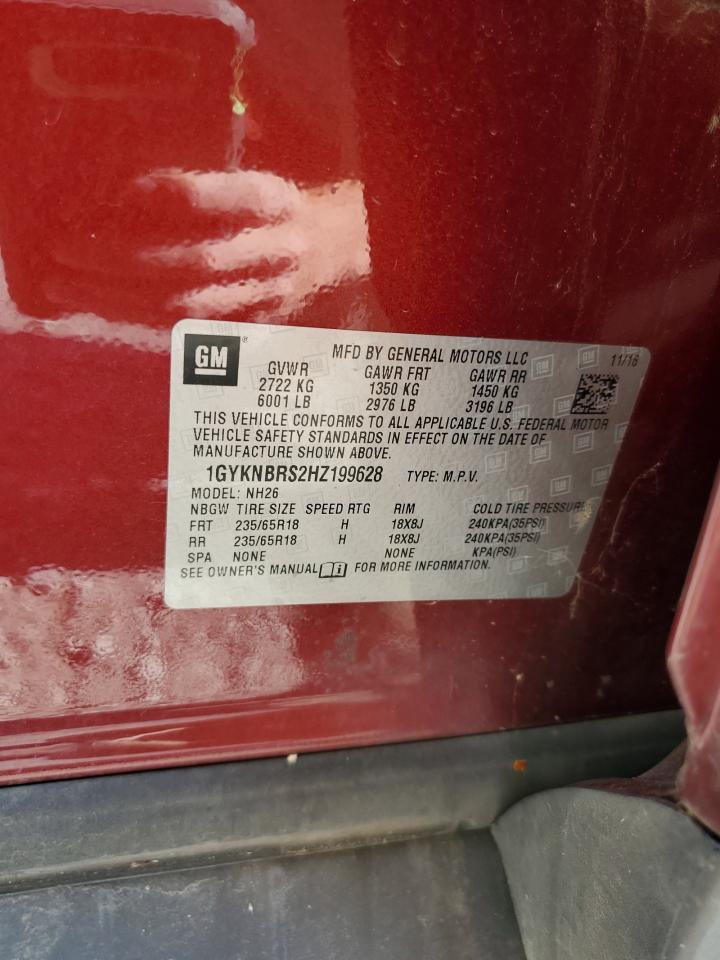 GM
®
MFD BY GENERAL MOTORS LLC
11/16
GVWR GAWR FRT GAWR RR
2722 KG 1350 KG 1450 KG
6001 LB 2976 LB 3196 LB
THIS VEHICLE CONFORMS TO ALL APPLICABLE U.S. FEDERAL MOTOR
VEHICLE SAFETY STANDARDS IN EFFECT ON THE DATE OF
MANUFACTURE SHOWN ABOVE.
1GYKNBRS2HZ199628 TYPE: M.P.V.
MODEL: NH26
NBGW TIRE SIZE SPEED RTG RIM COLD TIRE PRESSURE
FRT 235/65R18 H 18X8J 240KPA(35PSI)
RR 235/65R18 H 18X8J 240KPA(35PSI)
SPA NONE NONE KPA(PSI)
SEE OWNER'S MANUAL FOR MORE INFORMATION.